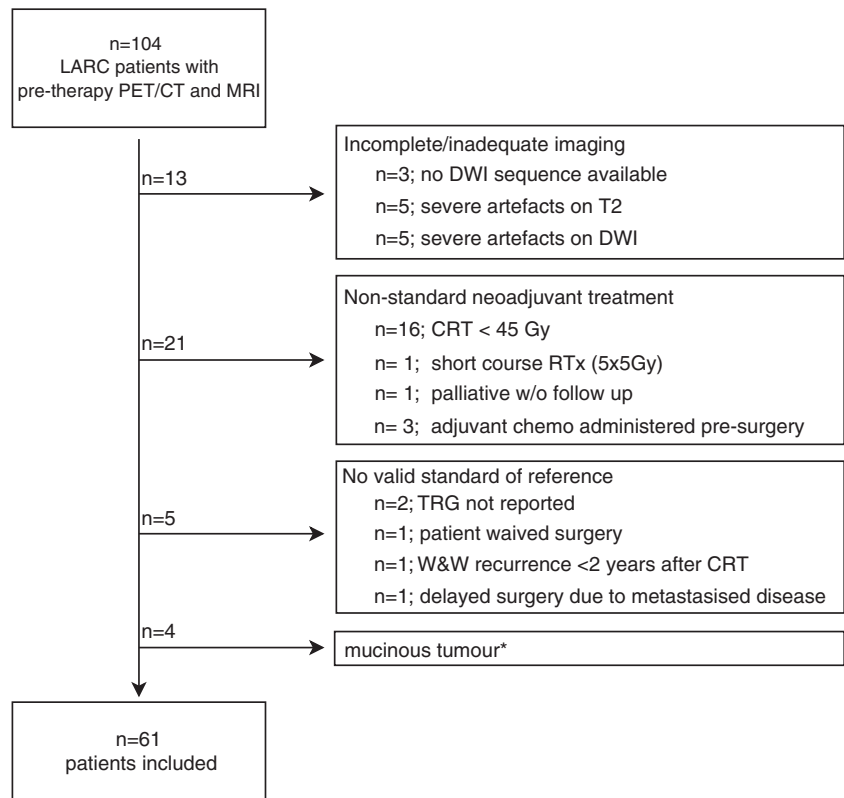 n=104
LARC patients with
pre-therapy PET/CT and MRI
n=13
Incomplete/inadequate imaging
n=3; no DWI sequence available
n=5; severe artefacts on T2
n=5; severe artefacts on DWI
n=21
Non-standard neoadjuvant treatment
n=16; CRT < 45 Gy
n= 1; short course RTx (5x5Gy)
n= 1; palliative w/o follow up
n= 3; adjuvant chemo administered pre-surgery
n=5
No valid standard of reference
n=2; TRG not reported
n=1; patient waived surgery
n=1; W&W recurrence <2 years after CRT
n=1; delayed surgery due to metastasised disease
n=4
mucinous tumour*
n=61
patients included